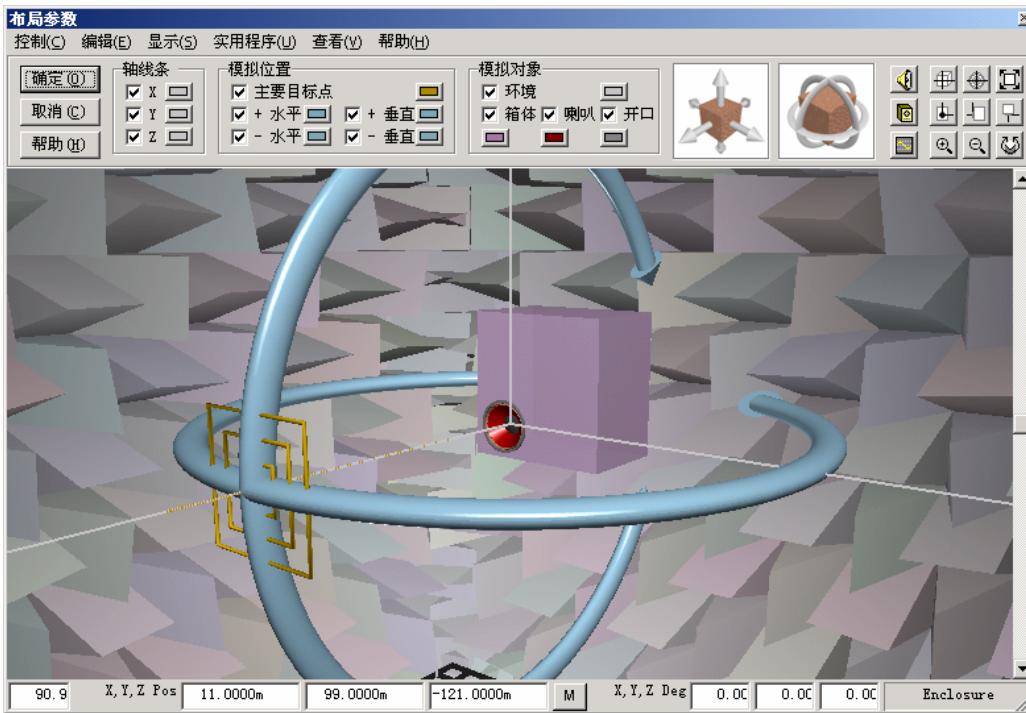 布局参数
控制(C) 编辑(E) 显示(S) 实用程序(U) 查看(V) 帮助(H)
确定(O)
取消(C)
帮助(H)
轴线条
X
Y
Z
模拟位置
主要目标点
+ 水平 + 垂直
- 水平 - 垂直
模拟对象
环境
箱体 喇叭 开口
90.9 X,Y,Z Pos 11.0000m 99.0000m -121.0000m M X,Y,Z Deg 0.00 0.00 0.00 Enclosure